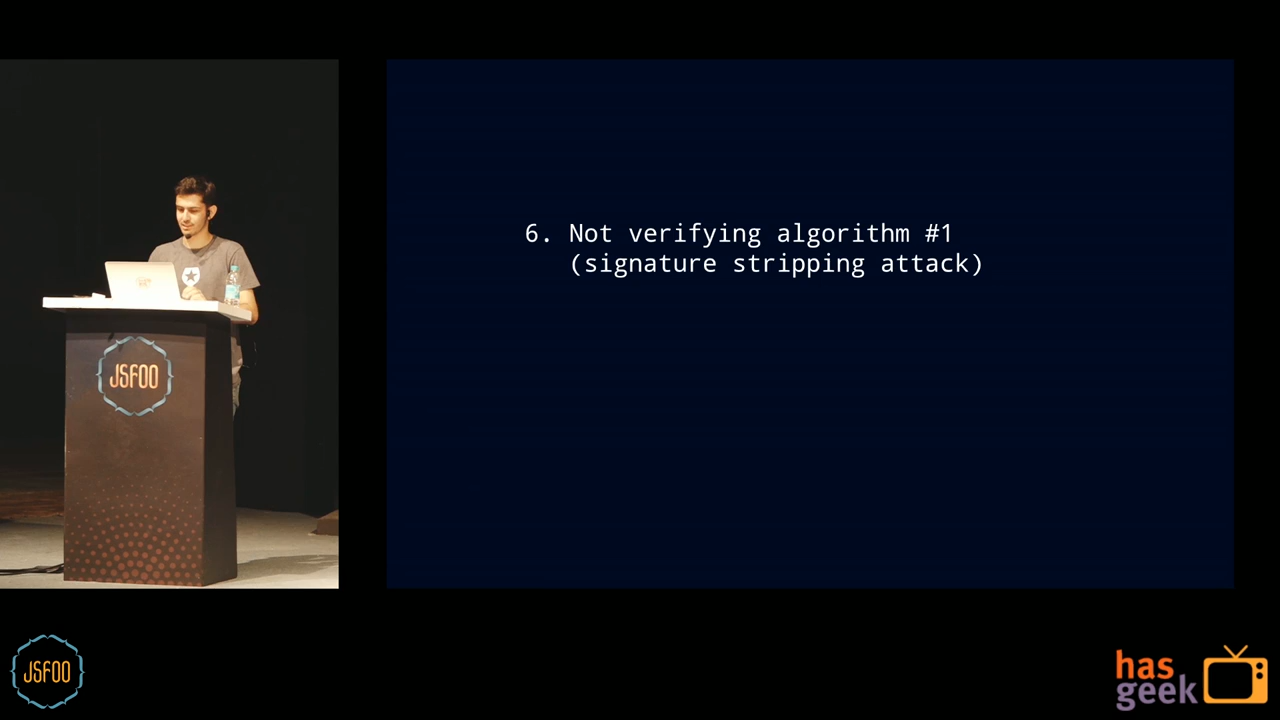 6. Not verifying algorithm #1
(signature stripping attack)
JSFOO
JSFOO
has
geek